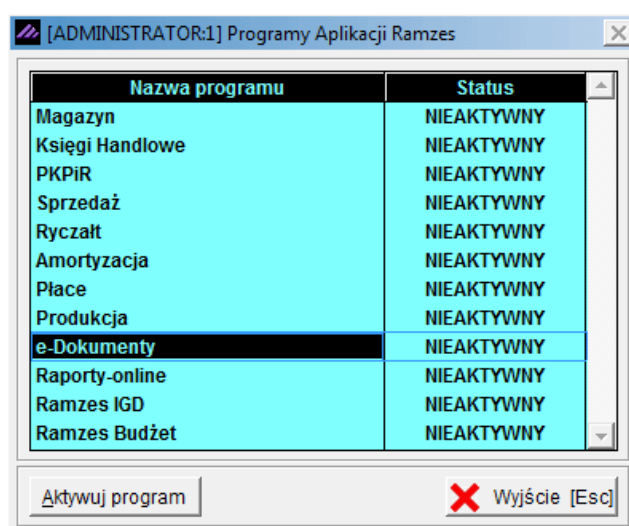 [ADMINISTRATOR:1] Programy Aplikacji Ramzes
Nazwa programu Status
Magazyn NIEAKTYWNY
Księgi Handlowe NIEAKTYWNY
PKPiR NIEAKTYWNY
Sprzedaż NIEAKTYWNY
Ryczałt NIEAKTYWNY
Amortyzacja NIEAKTYWNY
Płace NIEAKTYWNY
Produkcja NIEAKTYWNY
e-Dokumenty NIEAKTYWNY
Raporty-online NIEAKTYWNY
Ramzes IGD NIEAKTYWNY
Ramzes Budżet NIEAKTYWNY
Aktywuj program Wyjście [Esc]